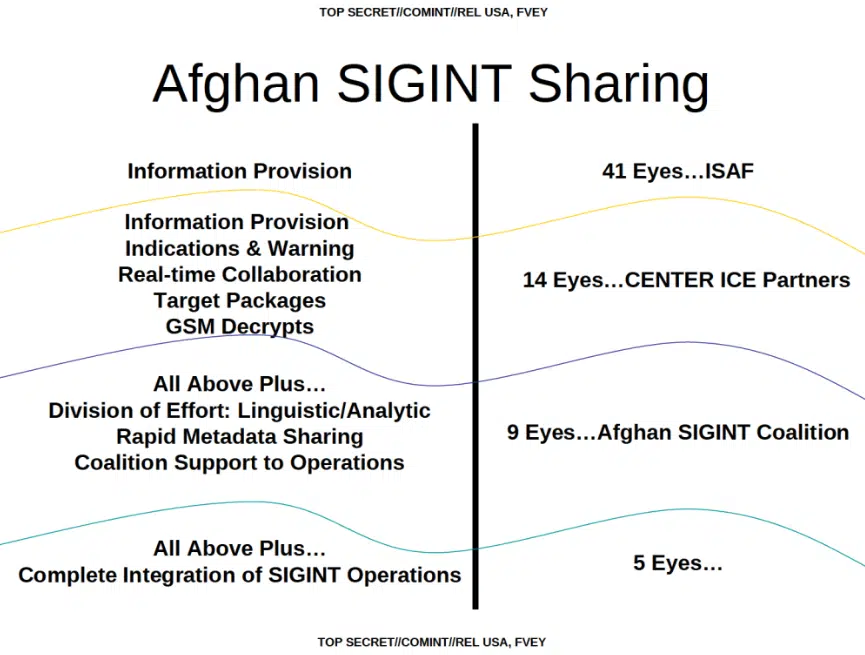 TOP SECRET//COMINT//REL USA, FVEY
Afghan SIGINT Sharing
Information Provision
41 Eyes…ISAF
Information Provision
Indications & Warning
Real-time Collaboration
Target Packages
GSM Decrypts
14 Eyes…CENTER ICE Partners
All Above Plus…
Division of Effort: Linguistic/Analytic
Rapid Metadata Sharing
Coalition Support to Operations
9 Eyes…Afghan SIGINT Coalition
All Above Plus…
Complete Integration of SIGINT Operations
5 Eyes…
TOP SECRET//COMINT//REL USA, FVEY